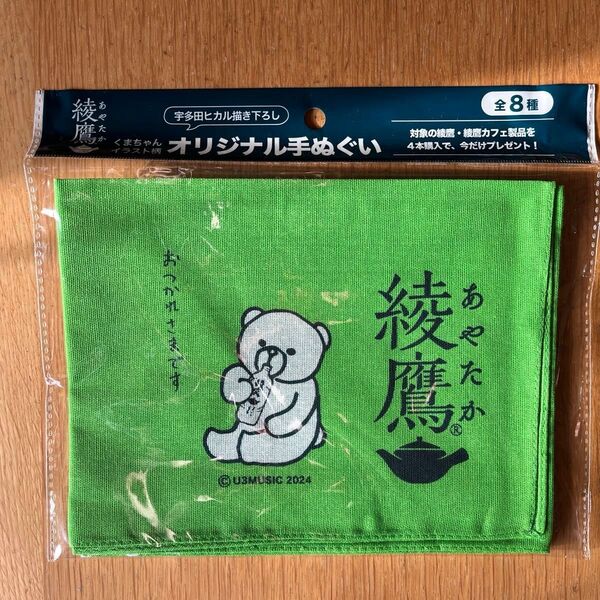 綾鷹
あやたか
くまちゃん
イラスト柄
宇多田ヒカル描き下ろし
オリジナル手ぬぐい
全8種
対象の綾鷹・綾鷹カフェ製品を
4本購入で、今だけプレゼント!
おつかれさまです
綾鷹®
あやたか
©U3MUSIC 2024